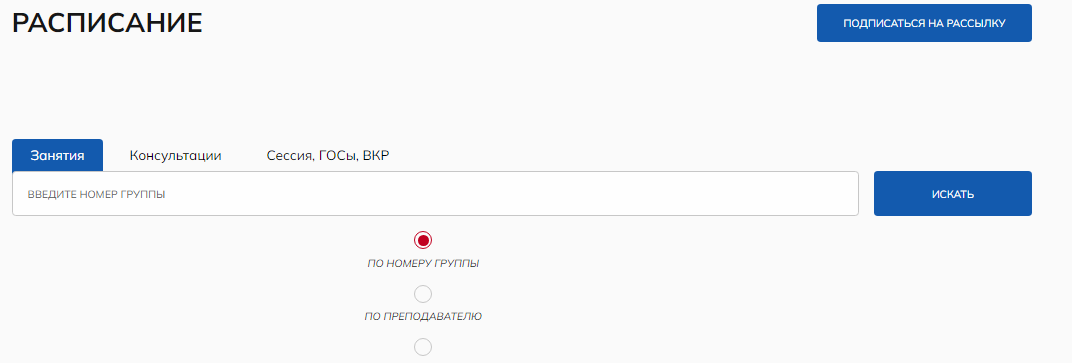 РАСПИСАНИЕ
ПОДПИСАТЬСЯ НА РАССЫЛКУ
Занятия Консультации Сессия, ГОСы, ВКР
ВВЕДИТЕ НОМЕР ГРУППЫ
ИСКАТЬ
ПО НОМЕРУ ГРУППЫ
ПО ПРЕПОДАВАТЕЛЮ